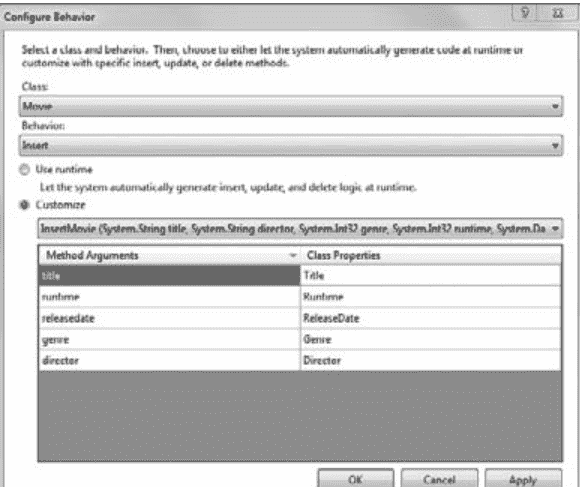 Configure Behavior
Select a class and behavior. Then, choose to either let the system automatically generate code at runtime or
customize with specific insert, update, or delete methods.
Class:
Movie
Behavior:
Insert
Use runtime
Let the system automatically generate insert, update, and delete logic at runtime.
Customize
InsertMovie (System.String title, System.String director, System.Int32 genre, System.Int32 runtime, System.Da
Method Arguments Class Properties
title Title
runtime Runtime
releasedate ReleaseDate
genre Genre
director Director
OK Cancel Apply